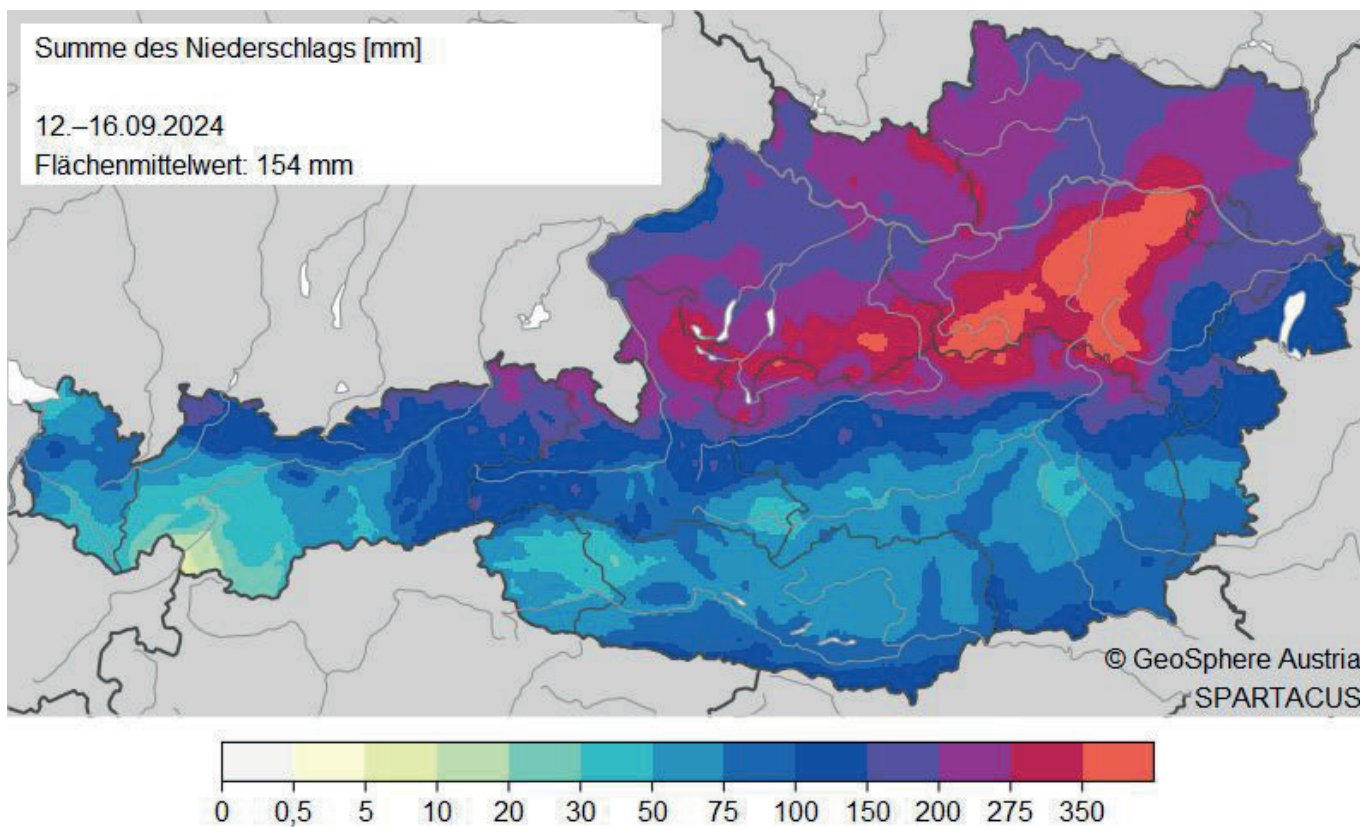 Summe des Niederschlags [mm]
12.–16.09.2024
Flächenmittelwert: 154 mm
© GeoSphere Austria
SPARTACUS
0 0,5 5 10 20 30 50 75 100 150 200 275 350